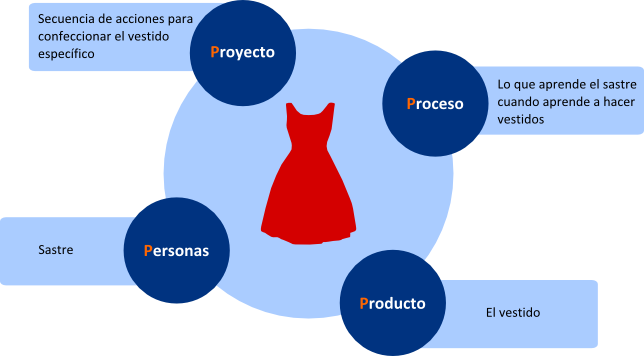 Secuencia de acciones para
confeccionar el vestido
específico
Proyecto
Proceso
Lo que aprende el sastre
cuando aprende a hacer
vestidos
Sastre
Personas
Producto
El vestido